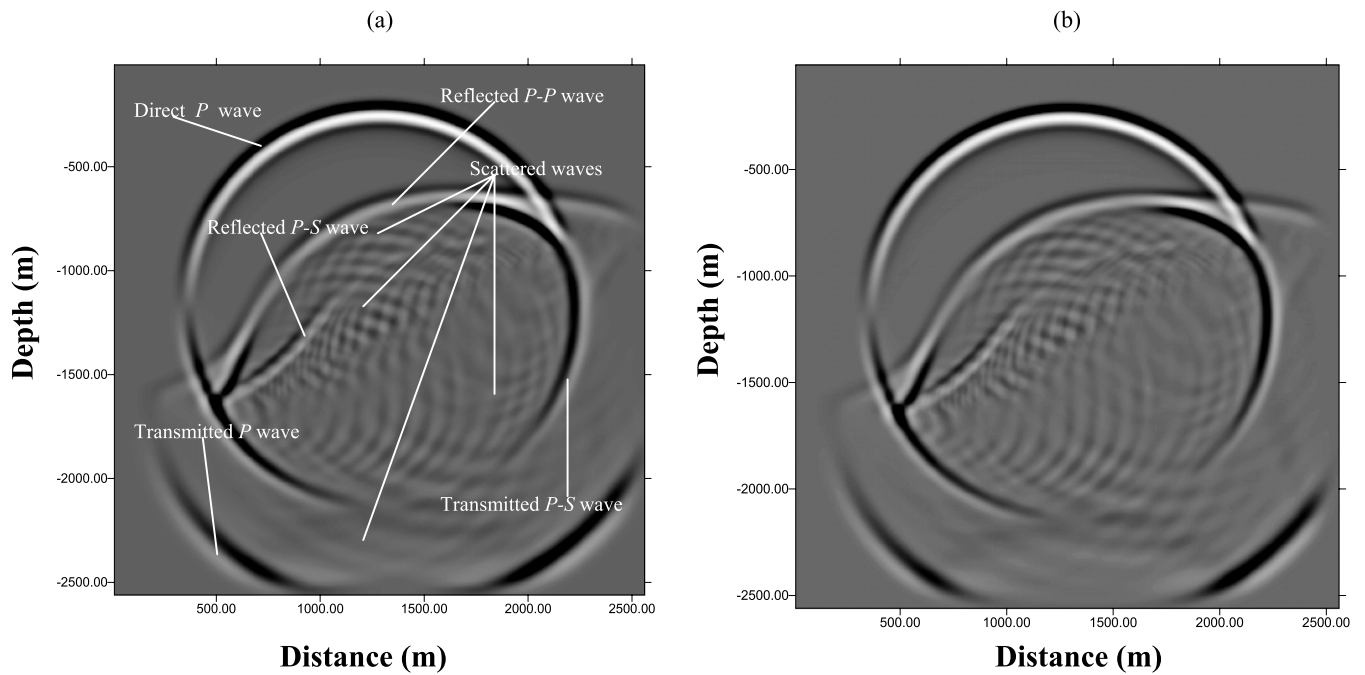 (a)
Direct P wave
Reflected P-P wave
Scattered waves
Reflected P-S wave
Transmitted P wave
Transmitted P-S wave
-500.00
-1000.00
-1500.00
-2000.00
-2500.00
500.00 1000.00 1500.00 2000.00 2500.00
Depth (m)
Distance (m)
(b)
-500.00
-1000.00
-1500.00
-2000.00
-2500.00
500.00 1000.00 1500.00 2000.00 2500.00
Depth (m)
Distance (m)